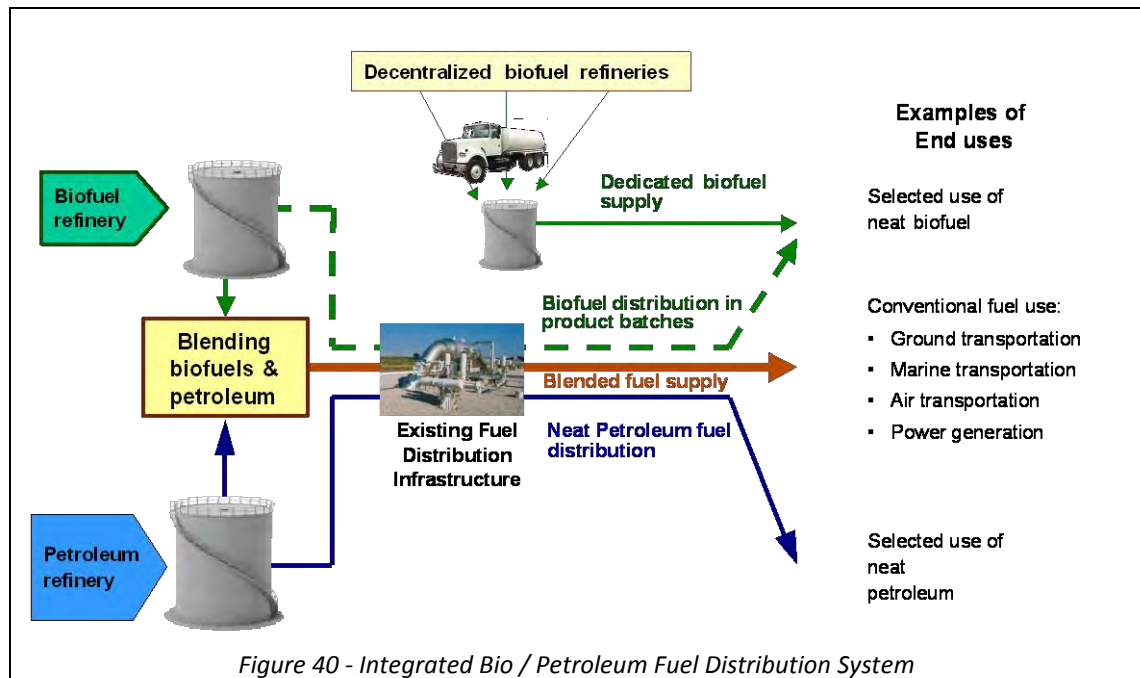 Decentralized biofuel refineries
Examples of
End uses
Biofuel
refinery
Dedicated biofuel
supply
Selected use of
neat biofuel
Biofuel distribution in
product batches
Blending
biofuels &
petroleum
Blended fuel supply
Conventional fuel use:
▪ Ground transportation
▪ Marine transportation
▪ Air transportation
▪ Power generation
Existing Fuel
Distribution
Infrastructure
Neat Petroleum fuel
distribution
Petroleum
refinery
Selected use of
neat
petroleum
Figure 40 - Integrated Bio / Petroleum Fuel Distribution System